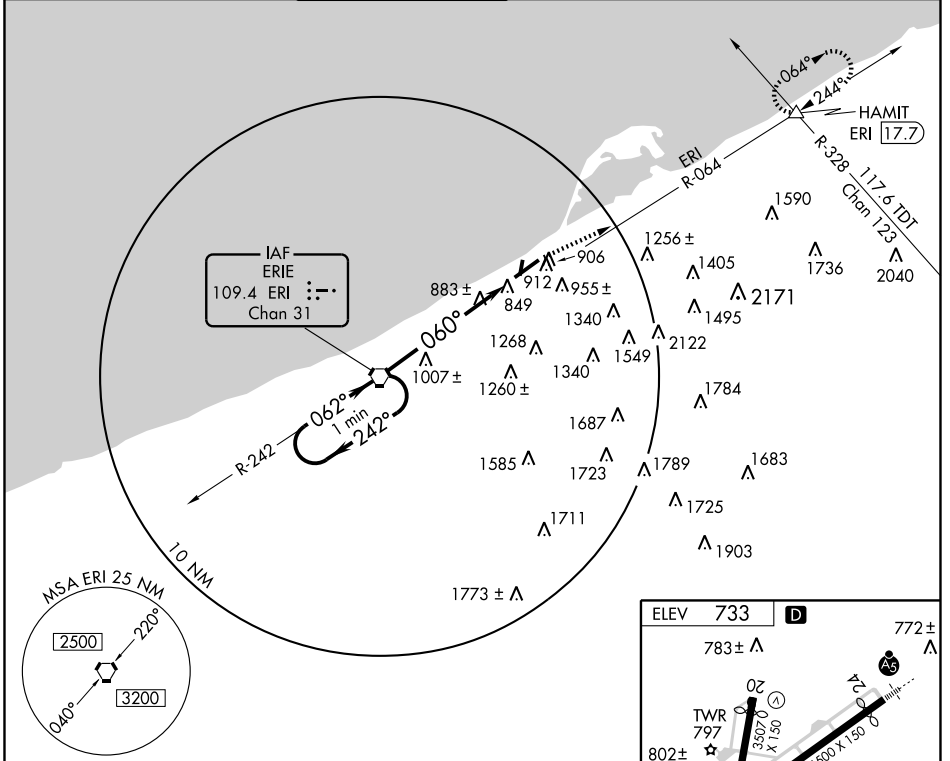 064°
244°
HAMIT
ERI 17.7
ERI
R-064
R-328
117.6 TDT
Chan 123
1590
1256 ±
1736
2040
1405
906
IAF
ERIE
109.4 ERI
Chan 31
912
955 ±
883 ±
849
2171
1495
060°
1340
1268
1549
2122
1340
1007 ±
1260 ±
062°
1 min
242°
1784
1687
R-242
1585
1723
1789
1683
1725
1711
1903
10 NM
1773 ±
MSA ERI 25 NM
2500
220°
3200
040°
ELEV 733 D
783 ±
772 ±
A5
20
V
24
TWR
797
3507 X 150
802 ±
500 X 150